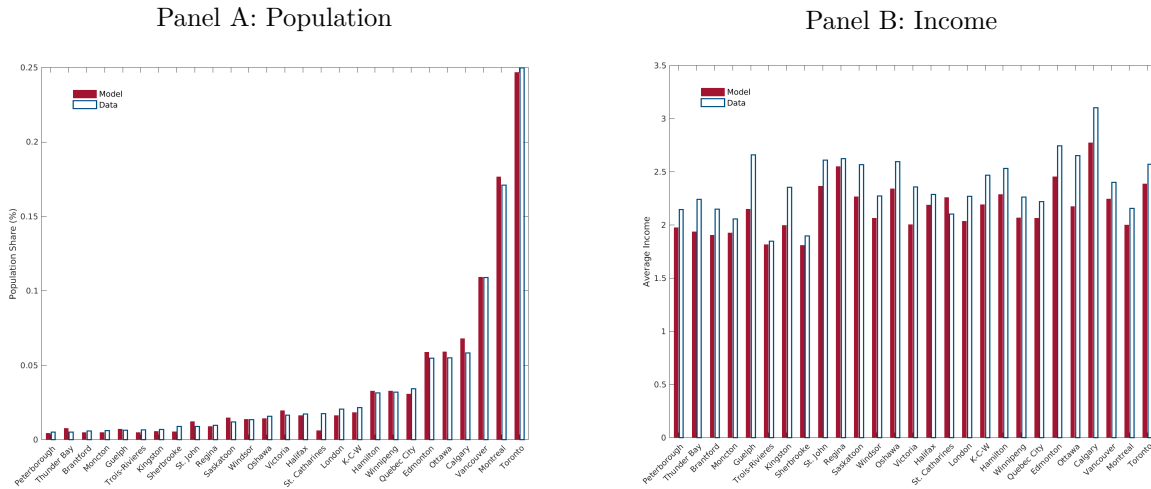 Panel A: Population
Panel B: Income
Population Share (%)
0.25
0.2
0.15
0.1
0.05
0
Model
Data
Peterborough
Thunder Bay
Brantford
Moncton
Guelph
Trois-Rivieres
Kingston
Sherbrooke
St. John
Regina
Saskatoon
Windsor
Oshawa
Victoria
Halifax
St. Catharines
London
K-C-W
Hamilton
Winnipeg
Quebec City
Edmonton
Ottawa
Calgary
Vancouver
Montreal
Toronto
Average Income
3.5
3
2.5
2
1.5
1
0.5
0
Model
Data
Peterborough
Thunder Bay
Brantford
Moncton
Guelph
Trois-Rivieres
Kingston
Sherbrooke
St. John
Regina
Saskatoon
Windsor
Oshawa
Victoria
Halifax
St. Catharines
London
K-C-W
Hamilton
Winnipeg
Quebec City
Edmonton
Ottawa
Calgary
Vancouver
Montreal
Toronto